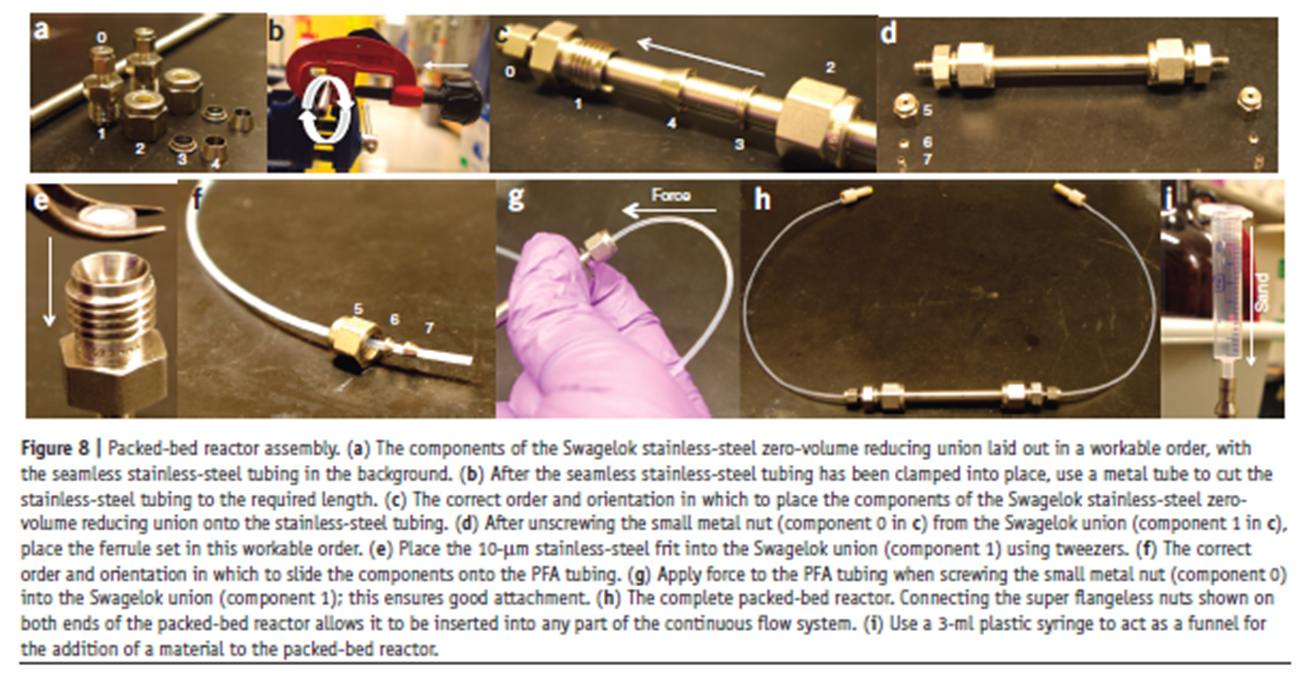 a
0
1
2
3
4
b
c
0
1
4
3
2
d
5
6
7
e
f
5
6
7
g
Force
h
i
Sand
Figure 8 | Packed-bed reactor assembly. (a) The components of the Swagelok stainless-steel zero-volume reducing union laid out in a workable order, with
the seamless stainless-steel tubing in the background. (b) After the seamless stainless-steel tubing has been clamped into place, use a metal tube to cut the
stainless-steel tubing to the required length. (c) The correct order and orientation in which to place the components of the Swagelok stainless-steel zero-
volume reducing union onto the stainless-steel tubing. (d) After unscrewing the small metal nut (component 0 in c) from the Swagelok union (component 1 in c),
place the ferrule set in this workable order. (e) Place the 10-μm stainless-steel frit into the Swagelok union (component 1) using tweezers. (f) The correct
order and orientation in which to slide the components onto the PFA tubing. (g) Apply force to the PFA tubing when screwing the small metal nut (component 0)
into the Swagelok union (component 1); this ensures good attachment. (h) The complete packed-bed reactor. Connecting the super flangeless nuts shown on
both ends of the packed-bed reactor allows it to be inserted into any part of the continuous flow system. (i) Use a 3-ml plastic syringe to act as a funnel for
the addition of a material to the packed-bed reactor.